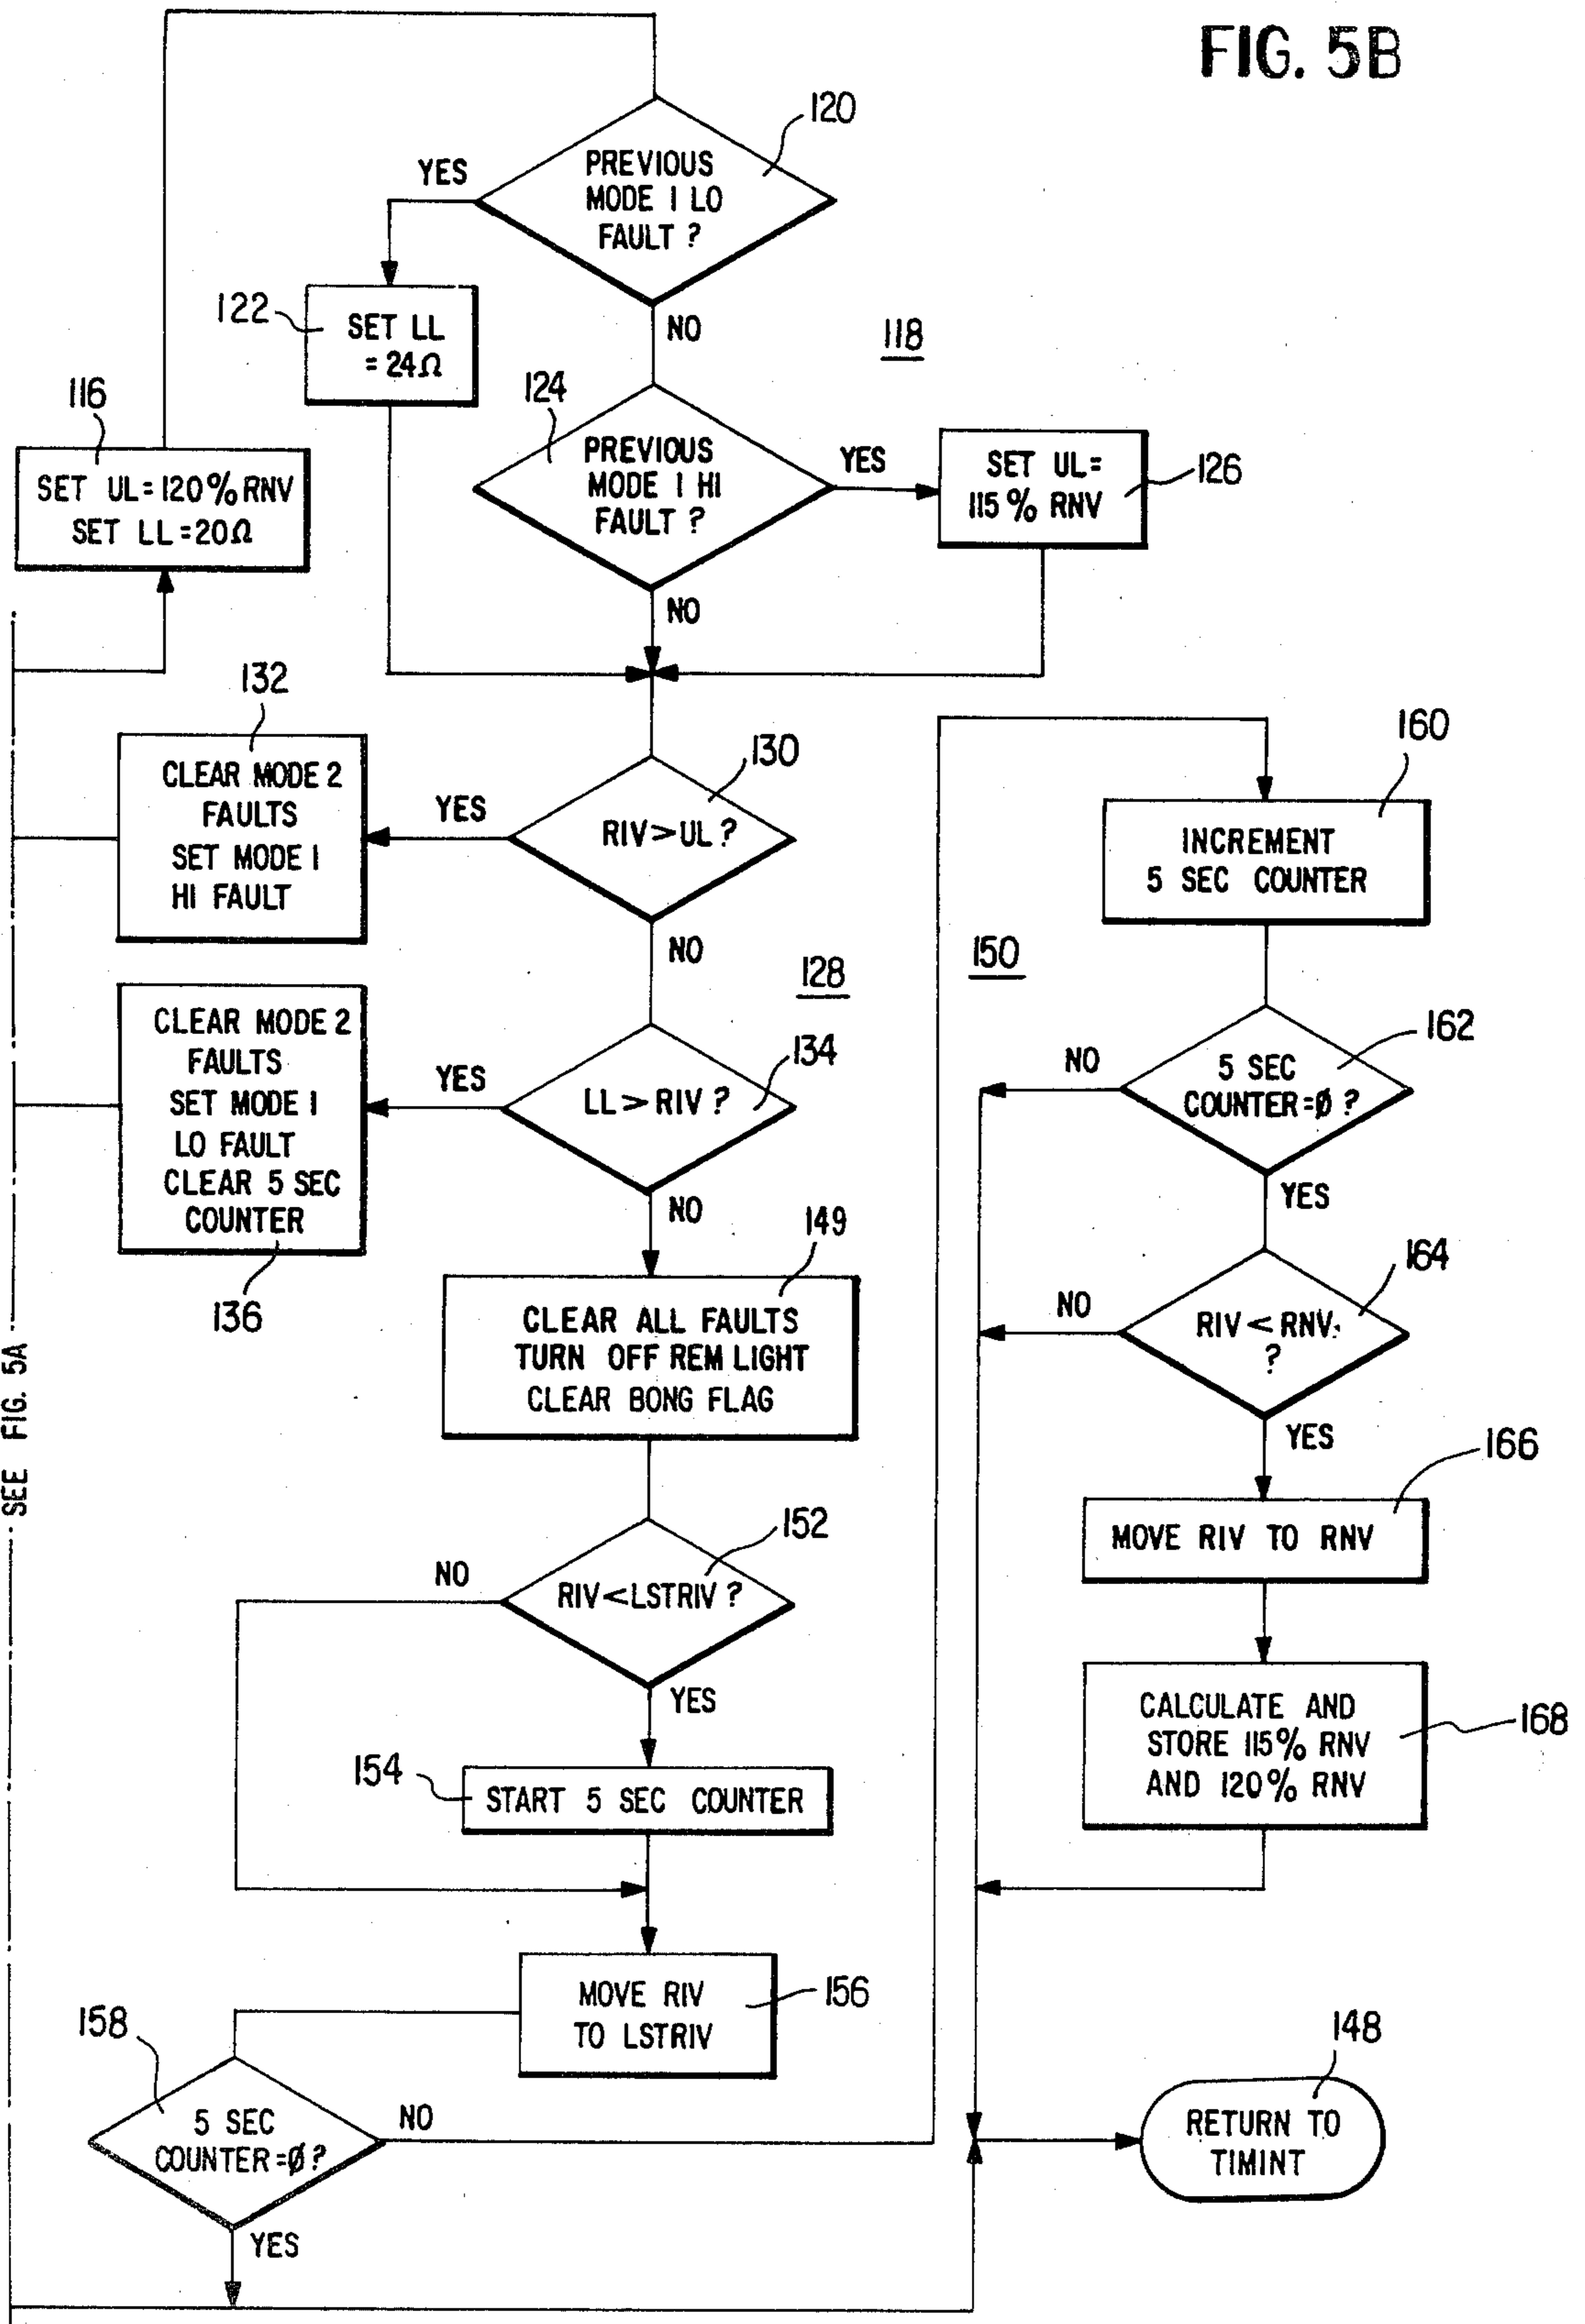 FIG. 5B
120
PREVIOUS
MODE 1 LO
FAULT ?
YES
NO
122
SET LL
= 24Ω
118
116
SET UL=120% RNV
SET LL=20Ω
124
PREVIOUS
MODE 1 HI
FAULT ?
YES
NO
SET UL=
115% RNV
126
132
CLEAR MODE 2
FAULTS
SET MODE 1
HI FAULT
130
RIV>UL ?
YES
NO
128
CLEAR MODE 2
FAULTS
SET MODE 1
LO FAULT
CLEAR 5 SEC
COUNTER
136
134
LL>RIV ?
YES
NO
149
CLEAR ALL FAULTS
TURN OFF REM LIGHT
CLEAR BONG FLAG
SEE FIG. 5A
152
RIV<LSTRIV ?
NO
YES
154
START 5 SEC COUNTER
MOVE RIV
TO LSTRIV
156
158
5 SEC
COUNTER=Ø?
NO
YES
160
INCREMENT
5 SEC COUNTER
150
162
5 SEC
COUNTER=Ø ?
NO
YES
164
RIV<RNV
?
NO
YES
166
MOVE RIV TO RNV
CALCULATE AND
STORE 115% RNV
AND 120% RNV
168
148
RETURN TO
TIMINT